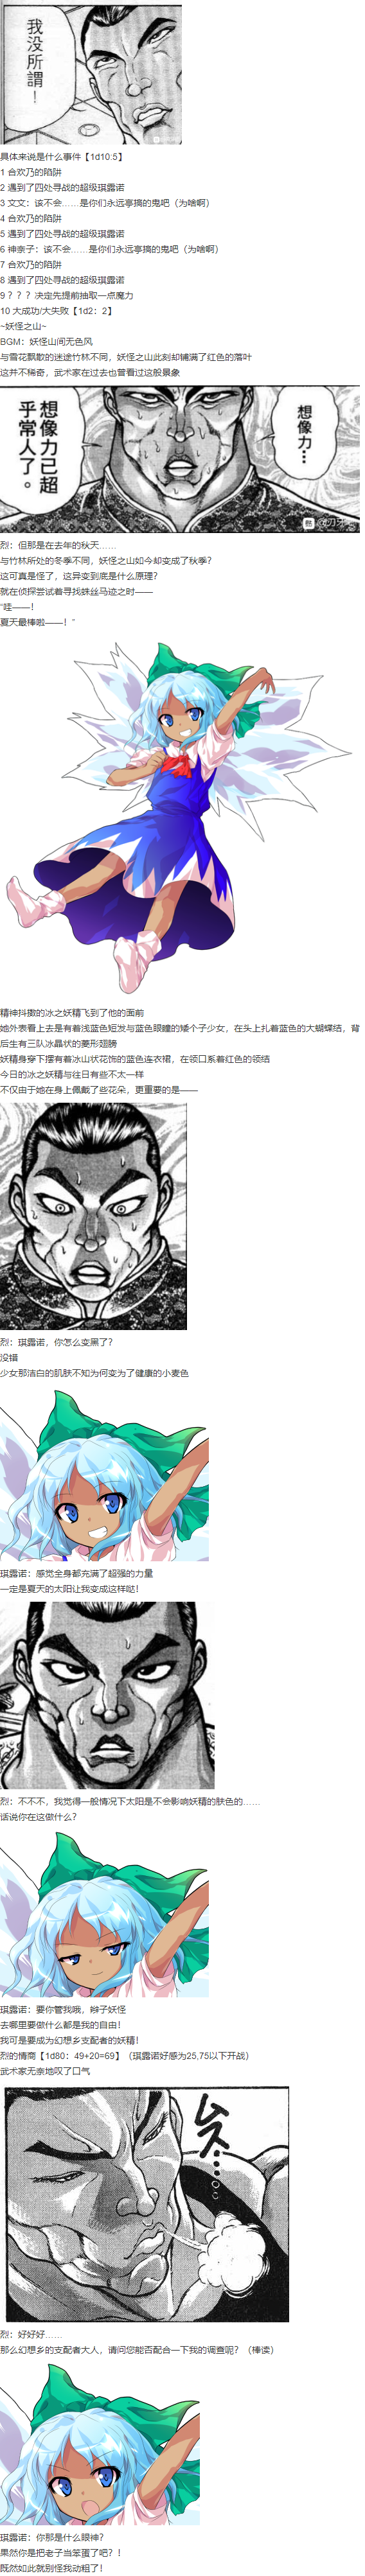 我没所謂！
具体来说是什么事件【1d10:5】
1 合欢乃的陷阱
2 遇到了四处寻战的超级琪露诺
3 文文：该不会……是你们永远亭搞的鬼吧（为啥啊）
4 合欢乃的陷阱
5 遇到了四处寻战的超级琪露诺
6 神奈子：该不会……是你们永远亭搞的鬼吧（为啥啊）
7 合欢乃的陷阱
8 遇到了四处寻战的超级琪露诺
9 ？？？决定先提前抽取一点魔力
10 大成功/大失败【1d2：2】
~妖怪之山~
BGM：妖怪山间无色风
与雪花飘散的迷途竹林不同，妖怪之山此刻却铺满了红色的落叶
这并不稀奇，武术家在过去也曾看过这般景象
想像力…
想像力已超乎常人了。
烈：但那是在去年的秋天……
与竹林所处的冬季不同，妖怪之山如今却变成了秋季？
这可真是怪了，这异变到底是什么原理？
就在侦探尝试着寻找蛛丝马迹之时——
“哇——！
夏天最棒啦——！”
精神抖擞的冰之妖精飞到了他的面前
她外表看上去是有着浅蓝色短发与蓝色眼瞳的矮个子少女，在头上扎着蓝色的大蝴蝶结，背
后生有三队冰晶状的菱形翅膀
妖精身穿下摆有着冰山状花饰的蓝色连衣裙，在领口系着红色的领结
今日的冰之妖精与往日有些不太一样
不仅由于她在身上佩戴了些花朵，更重要的是——
烈：琪露诺，你怎么变黑了？
没错
少女那洁白的肌肤不知为何变为了健康的小麦色
琪露诺：感觉全身都充满了超强的力量
一定是夏天的太阳让我变成这样哒！
烈：不不不，我觉得一般情况下太阳是不会影响妖精的肤色的……
话说你在这做什么？
琪露诺：要你管我哦，辫子妖怪
去哪里要做什么都是我的自由！
我可是要成为幻想乡支配者的妖精！
烈的情商【1d80：49+20=69】（琪露诺好感为25,75以下开战）
武术家无奈地叹了口气
ムス…。
烈：好好好……
那么幻想乡的支配者大人，请问您能否配合一下我的调查呢？（棒读）
琪露诺：你那是什么眼神？
果然你是把老子当笨蛋了吧？！
既然如此就别怪我动粗了！